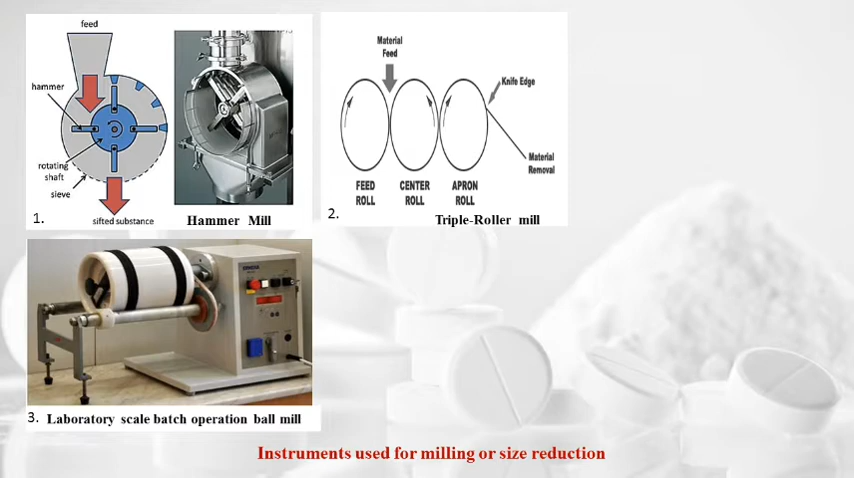 feed
hammer
rotating
shaft
sieve
sifted substance
1.
Hammer Mill
Material
Feed
Knife Edge
Material
Removal
FEED
ROLL
CENTER
ROLL
APRON
ROLL
2.
Triple-Roller mill
3. Laboratory scale batch operation ball mill
Instruments used for milling or size reduction